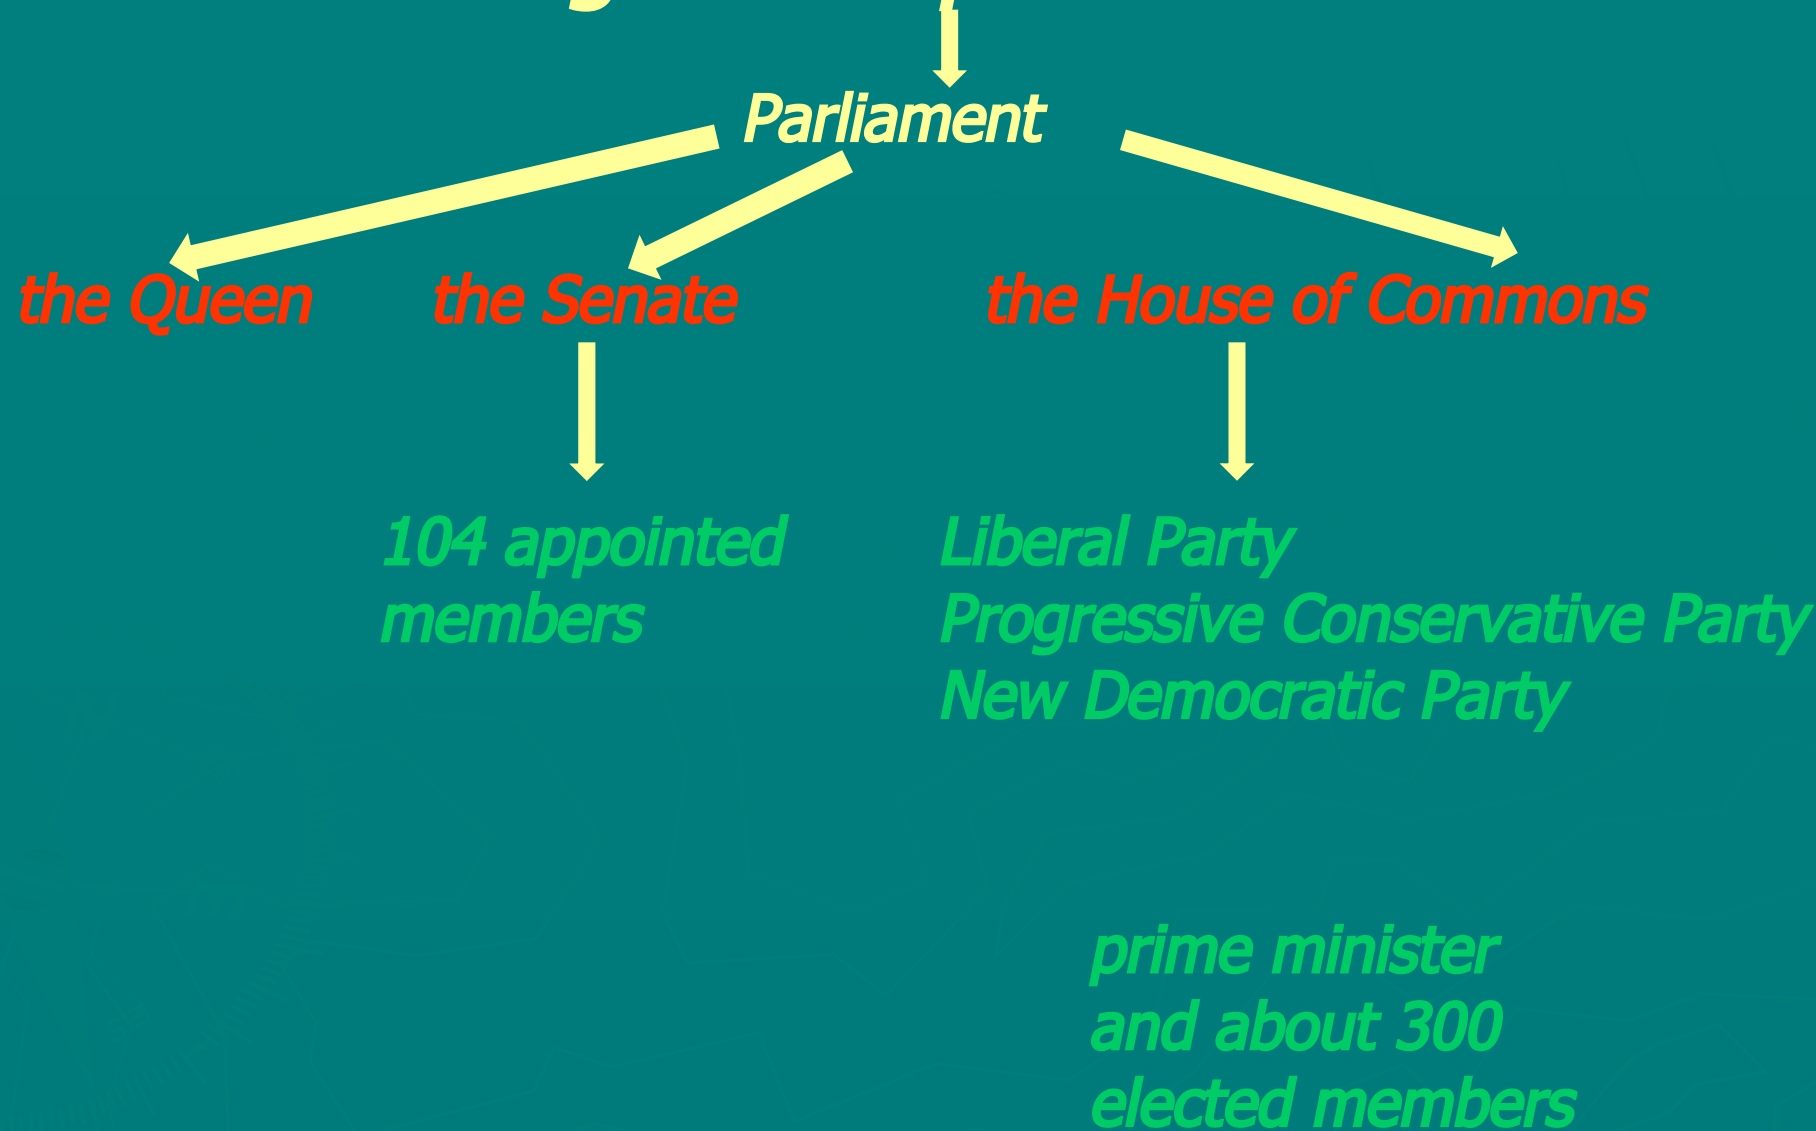 Parliament
the Queen the Senate the House of Commons
104 appointed
members
Liberal Party
Progressive Conservative Party
New Democratic Party
prime minister
and about 300
elected members